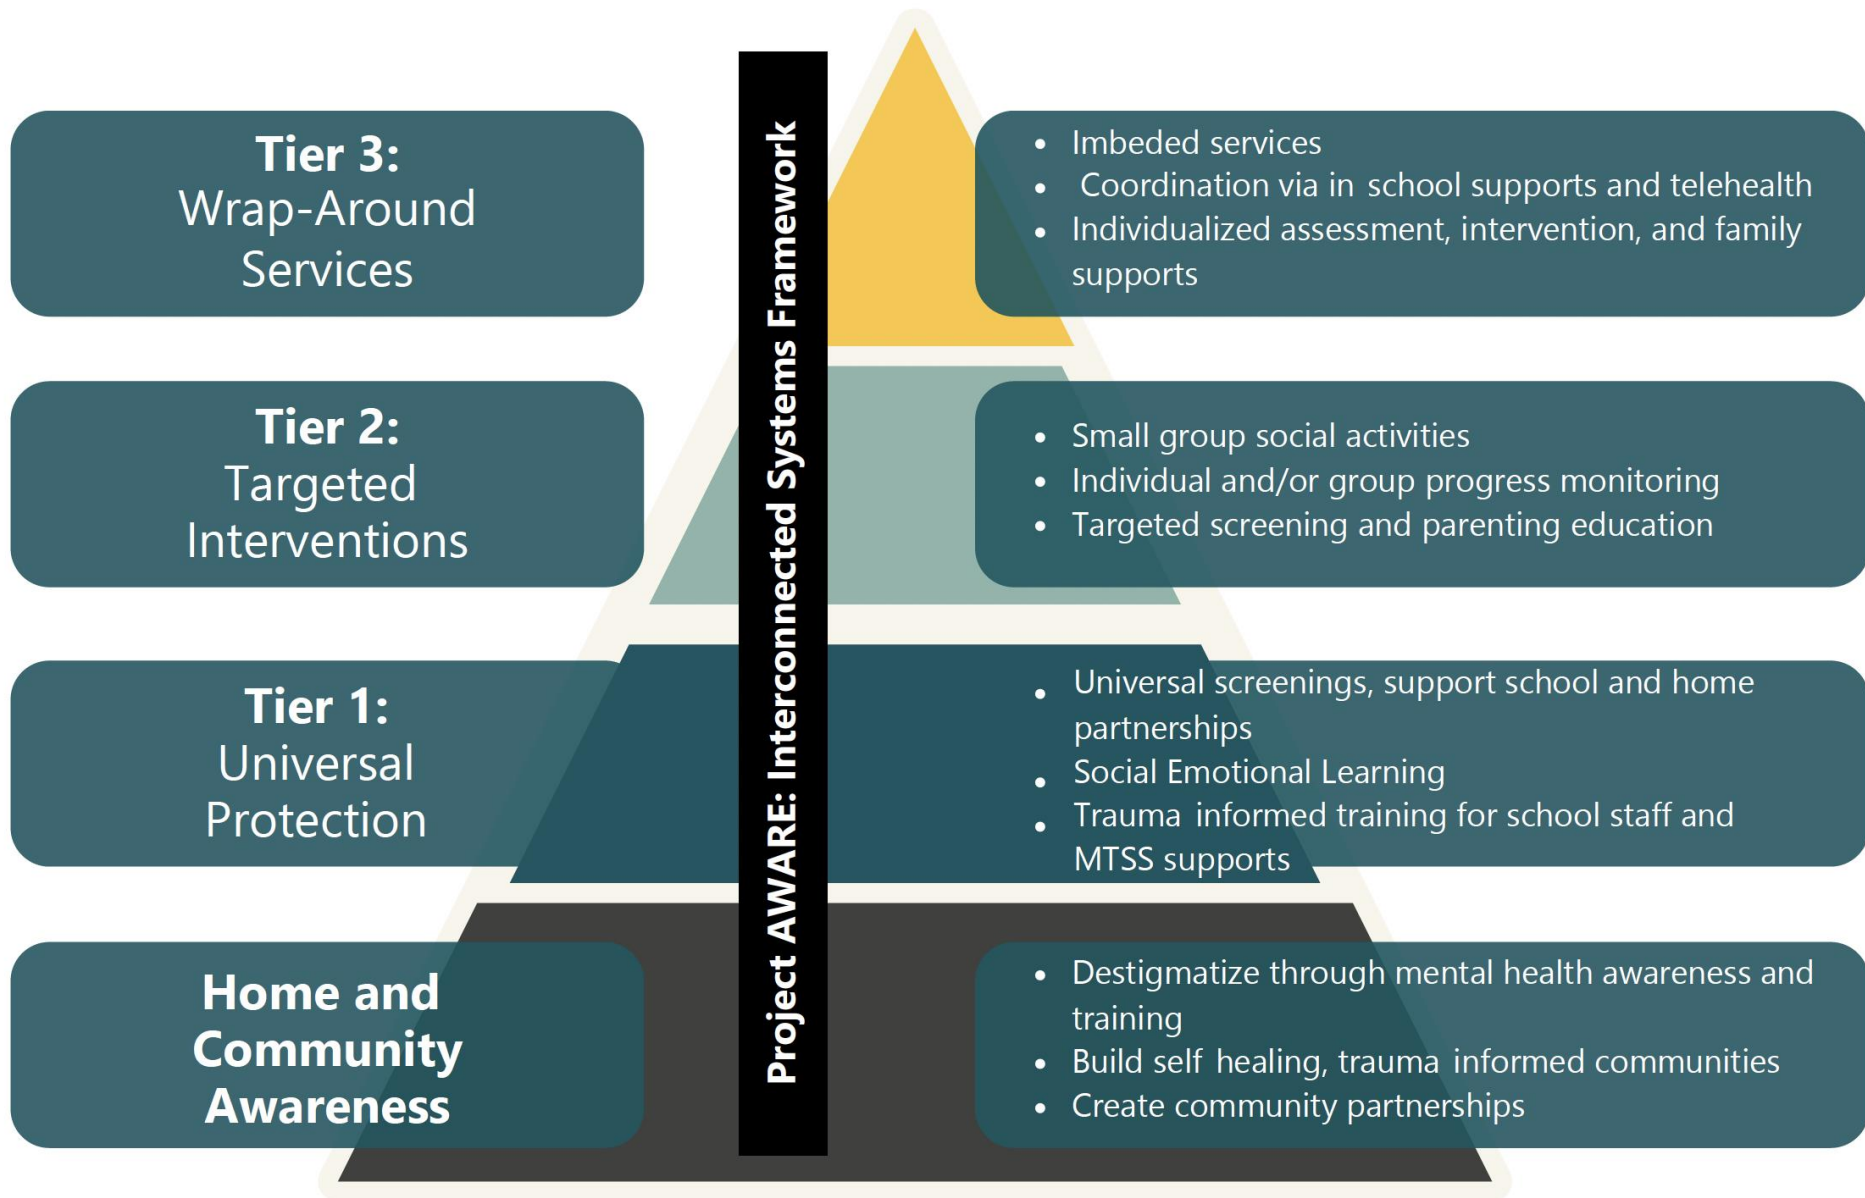 Tier 3:
Wrap-Around
Services
• Imbeded services
• Coordination via in school supports and telehealth
• Individualized assessment, intervention, and family
supports
Project AWARE: Interconnected Systems Framework
Tier 2:
Targeted
Interventions
• Small group social activities
• Individual and/or group progress monitoring
• Targeted screening and parenting education
Tier 1:
Universal
Protection
• Universal screenings, support school and home
partnerships
• Social Emotional Learning
• Trauma informed training for school staff and
MTSS supports
Home and
Community
Awareness
• Destigmatize through mental health awareness and
training
• Build self healing, trauma informed communities
• Create community partnerships